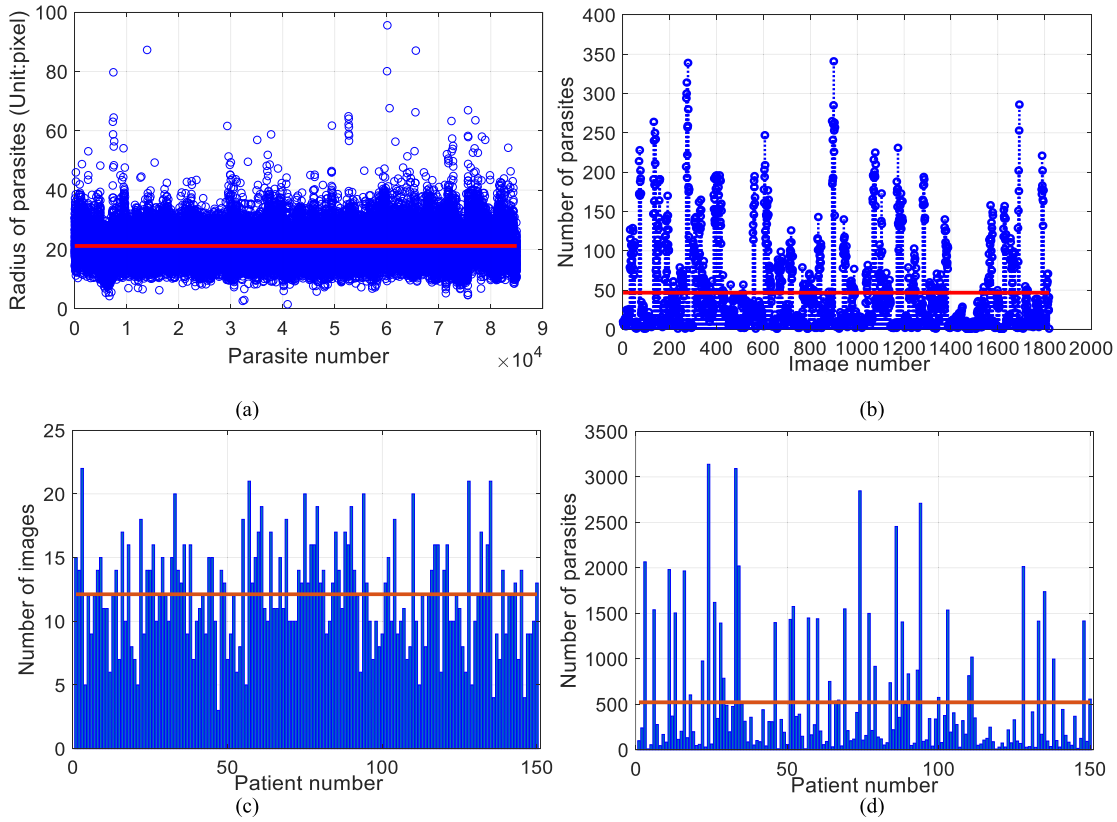 100
80
60
40
20
0
Radius of parasites (Unit:pixel)
0 1 2 3 4 5 6 7 8 9
Parasite number
×10⁴
(a)
400
350
300
250
200
150
100
50
0
Number of parasites
0 200 400 600 800 1000 1200 1400 1600 1800 2000
Image number
(b)
25
20
15
10
5
0
Number of images
0 50 100 150
Patient number
(c)
3500
3000
2500
2000
1500
1000
500
0
Number of parasites
0 50 100 150
Patient number
(d)